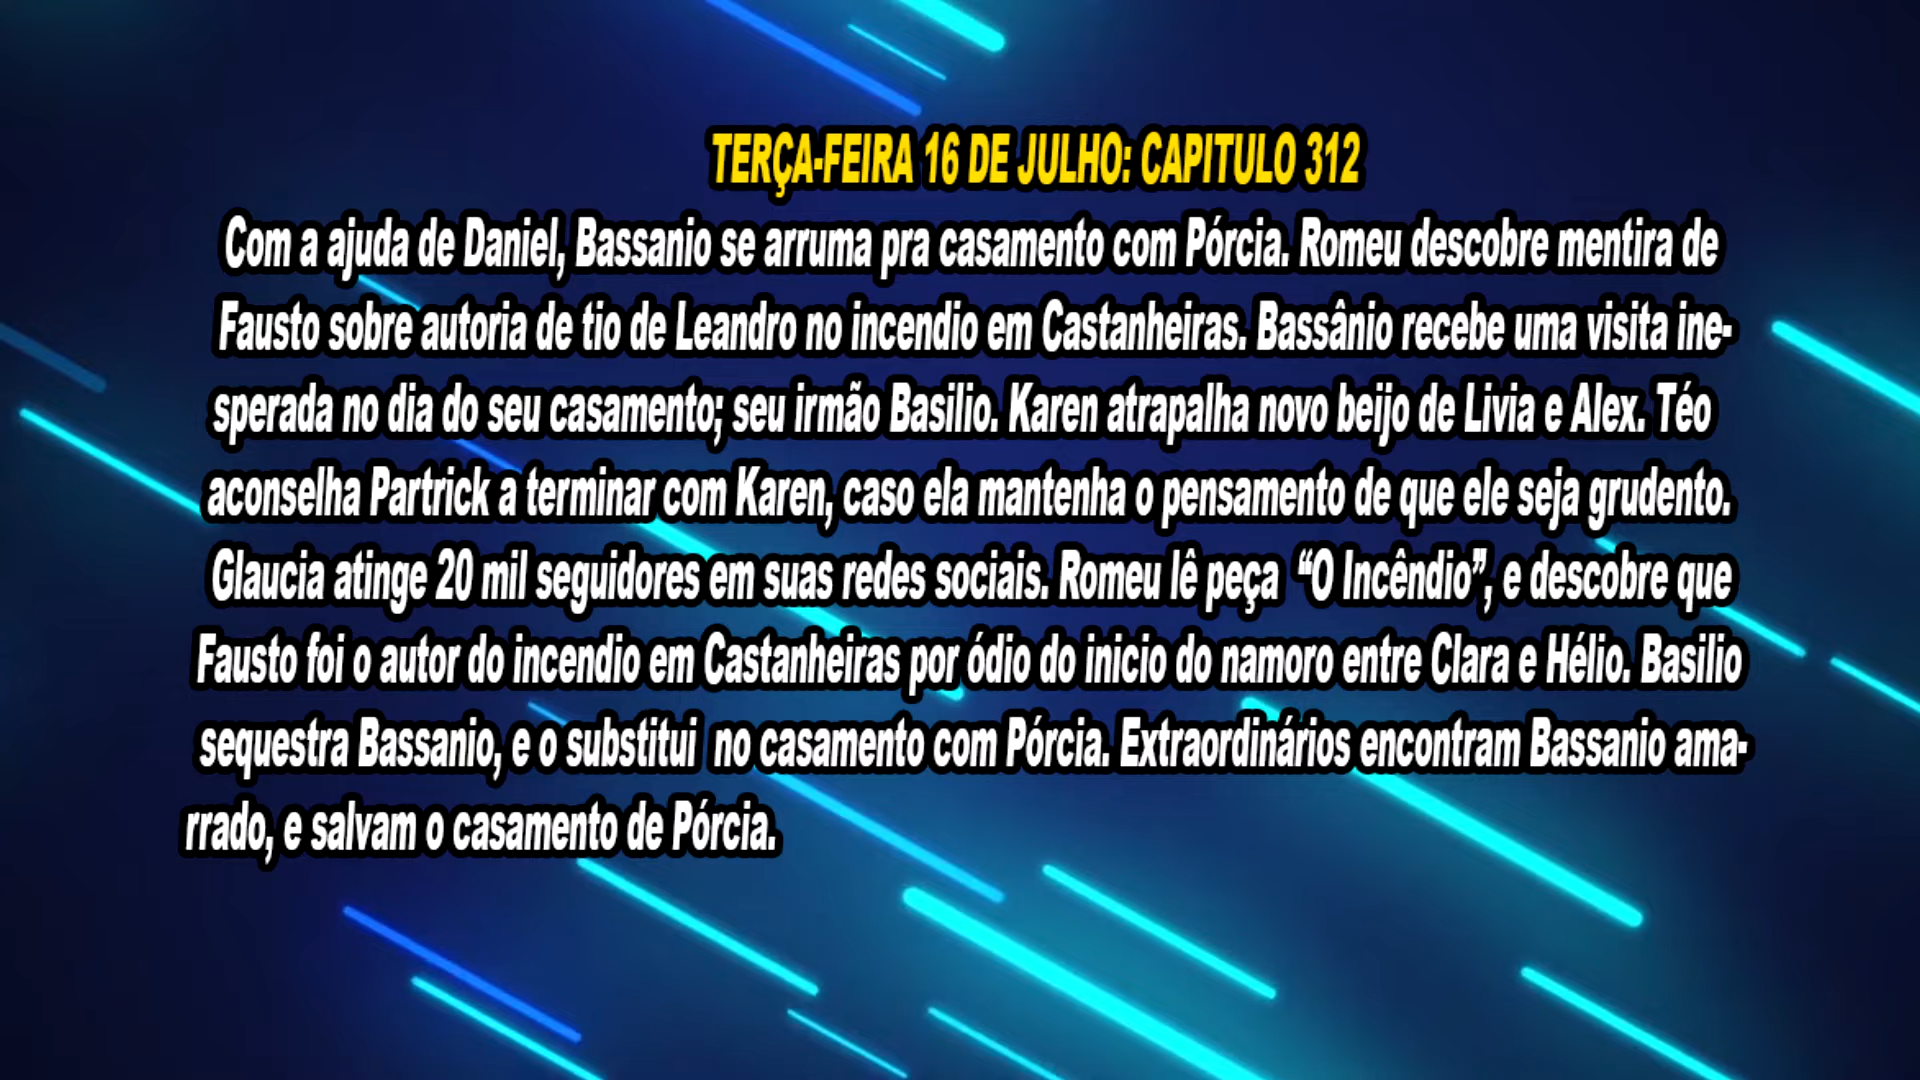 TERÇA-FEIRA 16 DE JULHO: CAPITULO 312
Com a ajuda de Daniel, Bassanio se arruma pra casamento com Pórcia. Romeu descobre mentira de
Fausto sobre autoria de tio de Leandro no incendio em Castanheiras. Bassânio recebe uma visita ine-
sperada no dia do seu casamento; seu irmão Basilio. Karen atrapalha novo beijo de Livia e Alex. Téo
aconselha Partrick a terminar com Karen, caso ela mantenha o pensamento de que ele seja grudento.
Glaucia atinge 20 mil seguidores em suas redes sociais. Romeu lê peça “O Incêndio”, e descobre que
Fausto foi o autor do incendio em Castanheiras por ódio do inicio do namoro entre Clara e Hélio. Basilio
sequestra Bassanio, e o substitui no casamento com Pórcia. Extraordinários encontram Bassanio ama-
rrado, e salvam o casamento de Pórcia.